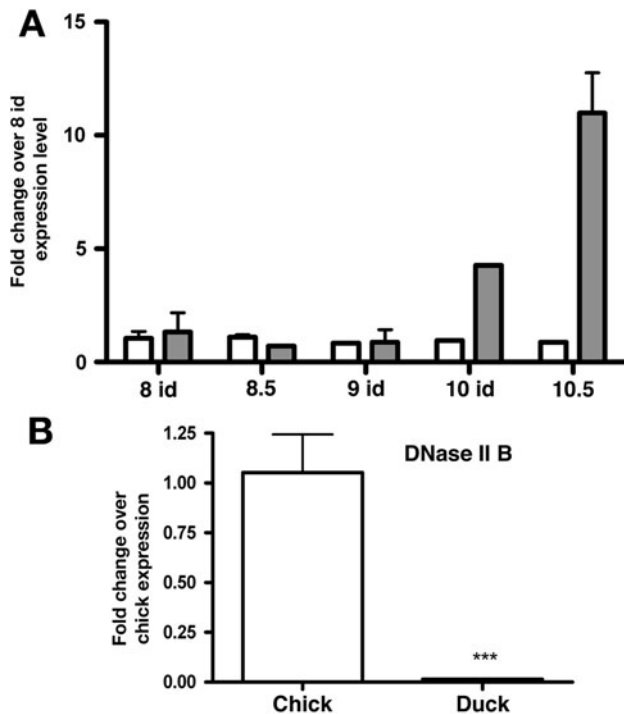 A
Fold change over 8 id
expression level
15
10
5
0
8 id 8.5 9 id 10 id 10.5
B
DNase II B
Fold change over
chick expression
1.25
1.00
0.75
0.50
0.25
0.00
***
Chick Duck